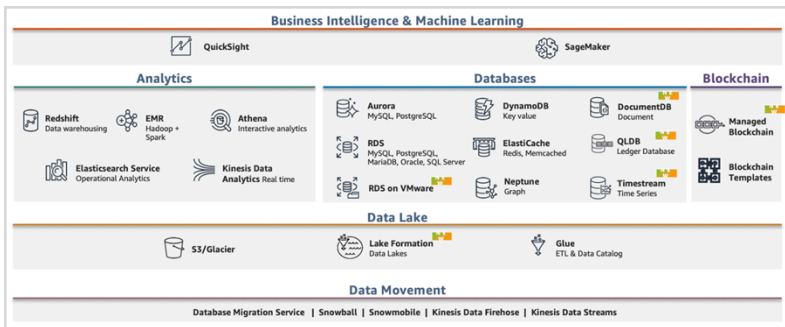 Business Intelligence & Machine Learning
QuickSight
SageMaker
Analytics
Redshift
Data warehousing
EMR
Hadoop +
Spark
Athena
Interactive analytics
Elasticsearch Service
Operational Analytics
Kinesis Data
Analytics Real time
Databases
Aurora
MySQL, PostgreSQL
DynamoDB
Key value
DocumentDB
Document
RDS
MySQL, PostgreSQL,
MariaDB, Oracle, SQL Server
ElastiCache
Redis, Memcached
QLDB
Ledger Database
RDS on VMware
Neptune
Graph
Timestream
Time Series
Blockchain
Managed
Blockchain
Blockchain
Templates
Data Lake
S3/Glacier
Lake Formation
Data Lakes
Glue
ETL & Data Catalog
Data Movement
Database Migration Service | Snowball | Snowmobile | Kinesis Data Firehose | Kinesis Data Streams